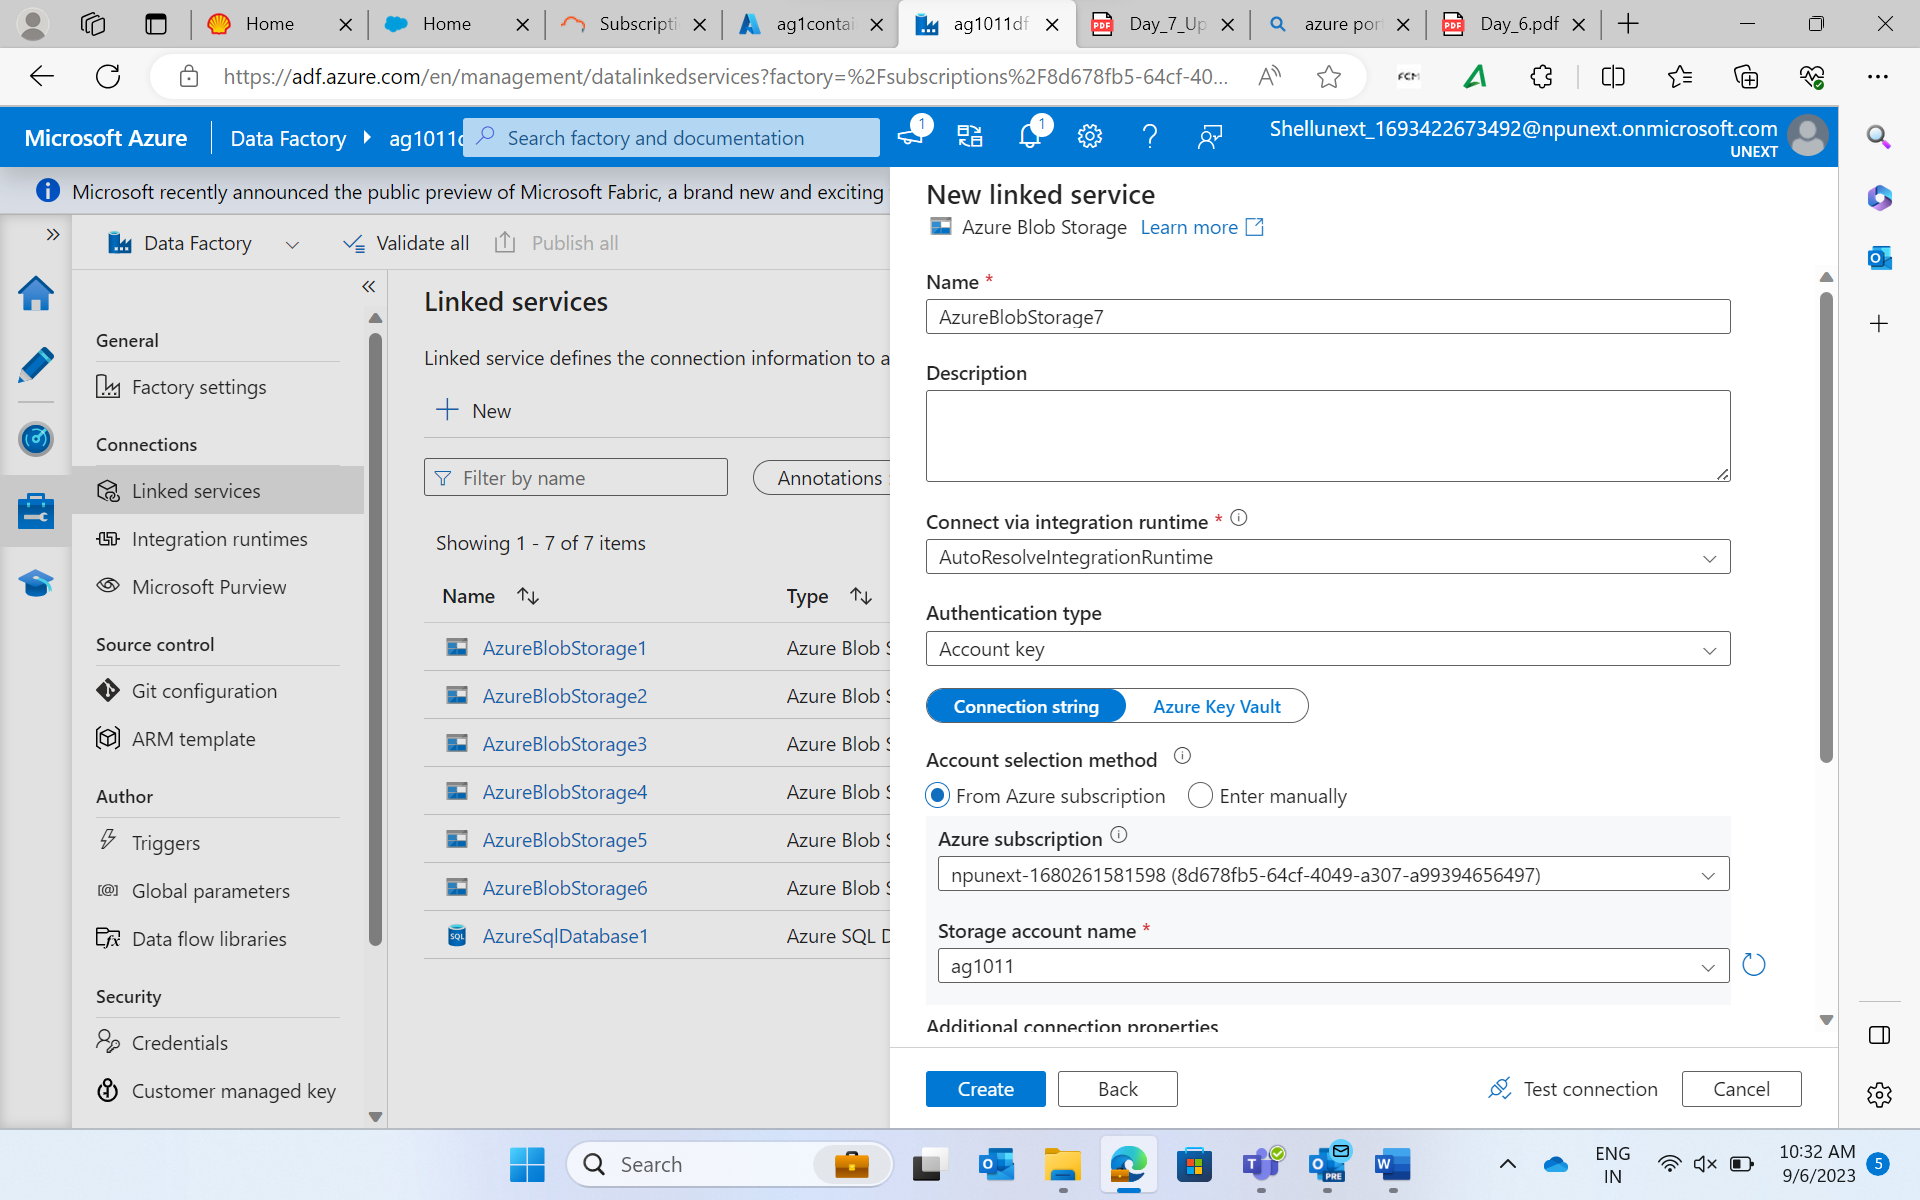 Home
Home
Subscripti
ag1contai
ag1011df
Day_7_Up
azure por
Day_6.pdf
https://adf.azure.com/en/management/datalinkedservices?factory=%2Fsubscriptions%2F8d678fb5-64cf-40...
FCM
Microsoft Azure
Data Factory
ag1011d
Search factory and documentation
1
1
Shellunext_1693422673492@npunext.onmicrosoft.com
UNEXT
Microsoft recently announced the public preview of Microsoft Fabric, a brand new and exciting
Data Factory
Validate all
Publish all
General
Factory settings
Connections
Linked services
Integration runtimes
Microsoft Purview
Source control
Git configuration
ARM template
Author
Triggers
Global parameters
Data flow libraries
Security
Credentials
Customer managed key
Linked services
Linked service defines the connection information to a
New
Filter by name
Annotations :
Showing 1 - 7 of 7 items
Name Type
AzureBlobStorage1 Azure Blob S
AzureBlobStorage2 Azure Blob S
AzureBlobStorage3 Azure Blob S
AzureBlobStorage4 Azure Blob S
AzureBlobStorage5 Azure Blob S
AzureBlobStorage6 Azure Blob S
AzureSqlDatabase1 Azure SQL D
New linked service
Azure Blob Storage Learn more
Name *
AzureBlobStorage7
Description
Connect via integration runtime *
AutoResolveIntegrationRuntime
Authentication type
Account key
Connection string Azure Key Vault
Account selection method
From Azure subscription Enter manually
Azure subscription
npunext-1680261581598 (8d678fb5-64cf-4049-a307-a99394656497)
Storage account name *
ag1011
Additional connection properties
Create Back Test connection Cancel
Search
PRE
ENG
IN
10:32 AM
9/6/2023
5